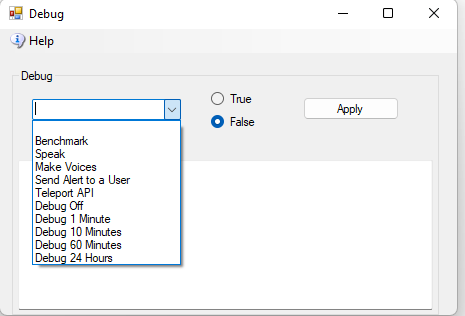 Debug
Help
Debug
True
False
Apply
Benchmark
Speak
Make Voices
Send Alert to a User
Teleport API
Debug Off
Debug 1 Minute
Debug 10 Minutes
Debug 60 Minutes
Debug 24 Hours